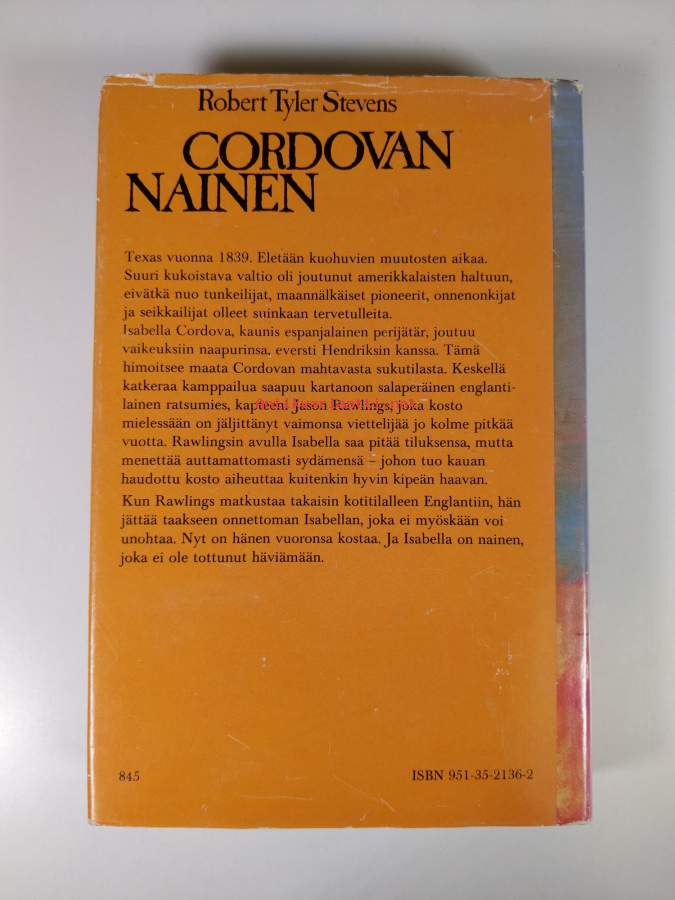 Robert Tyler Stevens
CORDOVAN
NAINEN
Texas vuonna 1839. Eletään kuohuvien muutosten aikaa.
Suuri kukoistava valtio oli joutunut amerikkalaisten haltuun,
eivätkä nuo tunkeilijat, maannälkäiset pioneerit, onnenonkijat
ja seikkailijat olleet suinkaan tervetulleita.
Isabella Cordova, kaunis espanjalainen perijätär, joutuu
vaikeuksiin naapurinsa, eversti Hendriksin kanssa. Tämä
himoitsee maata Cordovan mahtavasta sukutilasta. Keskellä
katkeraa kamppailua saapuu kartanoon salaperäinen englanti-
lainen ratsumies, kapteeni Jason Rawlings, joka kosto
mielessään on jäljittänyt vaimonsa viettelijää jo kolme pitkää
vuotta. Rawlingsin avulla Isabella saa pitää tiluksensa, mutta
menettää auttamattomasti sydämensä – johon tuo kauan
haudottu kosto aiheuttaa kuitenkin hyvin kipeän haavan.
Kun Rawlings matkustaa takaisin kotitilalleen Englantiin, hän
jättää taakseen onnettoman Isabellan, joka ei myöskään voi
unohtaa. Nyt on hänen vuoronsa kostaa. Ja Isabella on nainen,
joka ei ole tottunut häviämään.
845
ISBN 951-35-2136-2